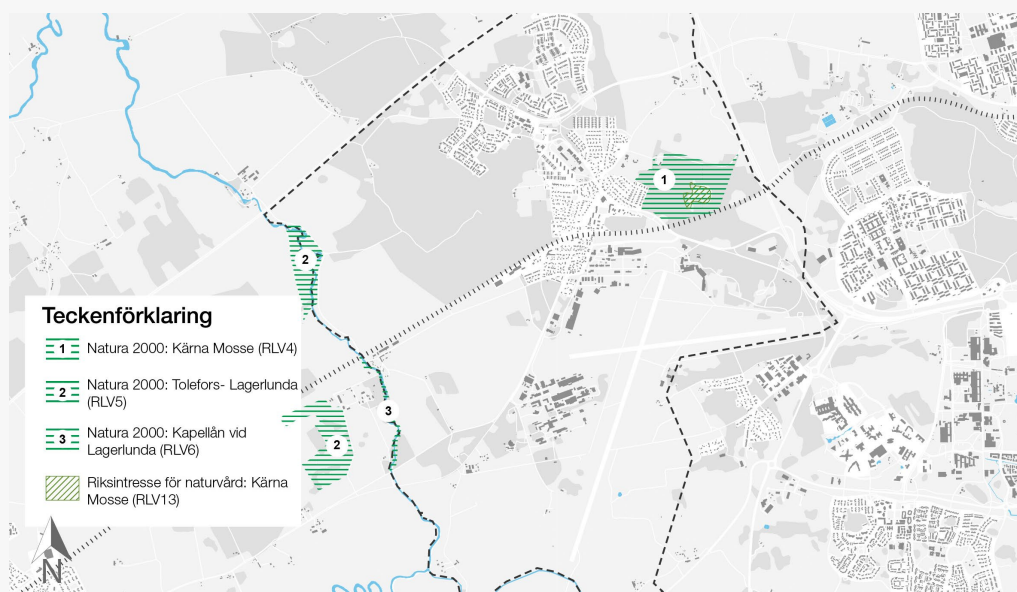 1
2
3
2
Teckenförklaring
1 Natura 2000: Kärna Mosse (RLV4)
2 Natura 2000: Tolefors- Lagerlunda
(RLV5)
3 Natura 2000: Kapellån vid
Lagerlunda (RLV6)
Riksintresse för naturvård: Kärna
Mosse (RLV13)
N